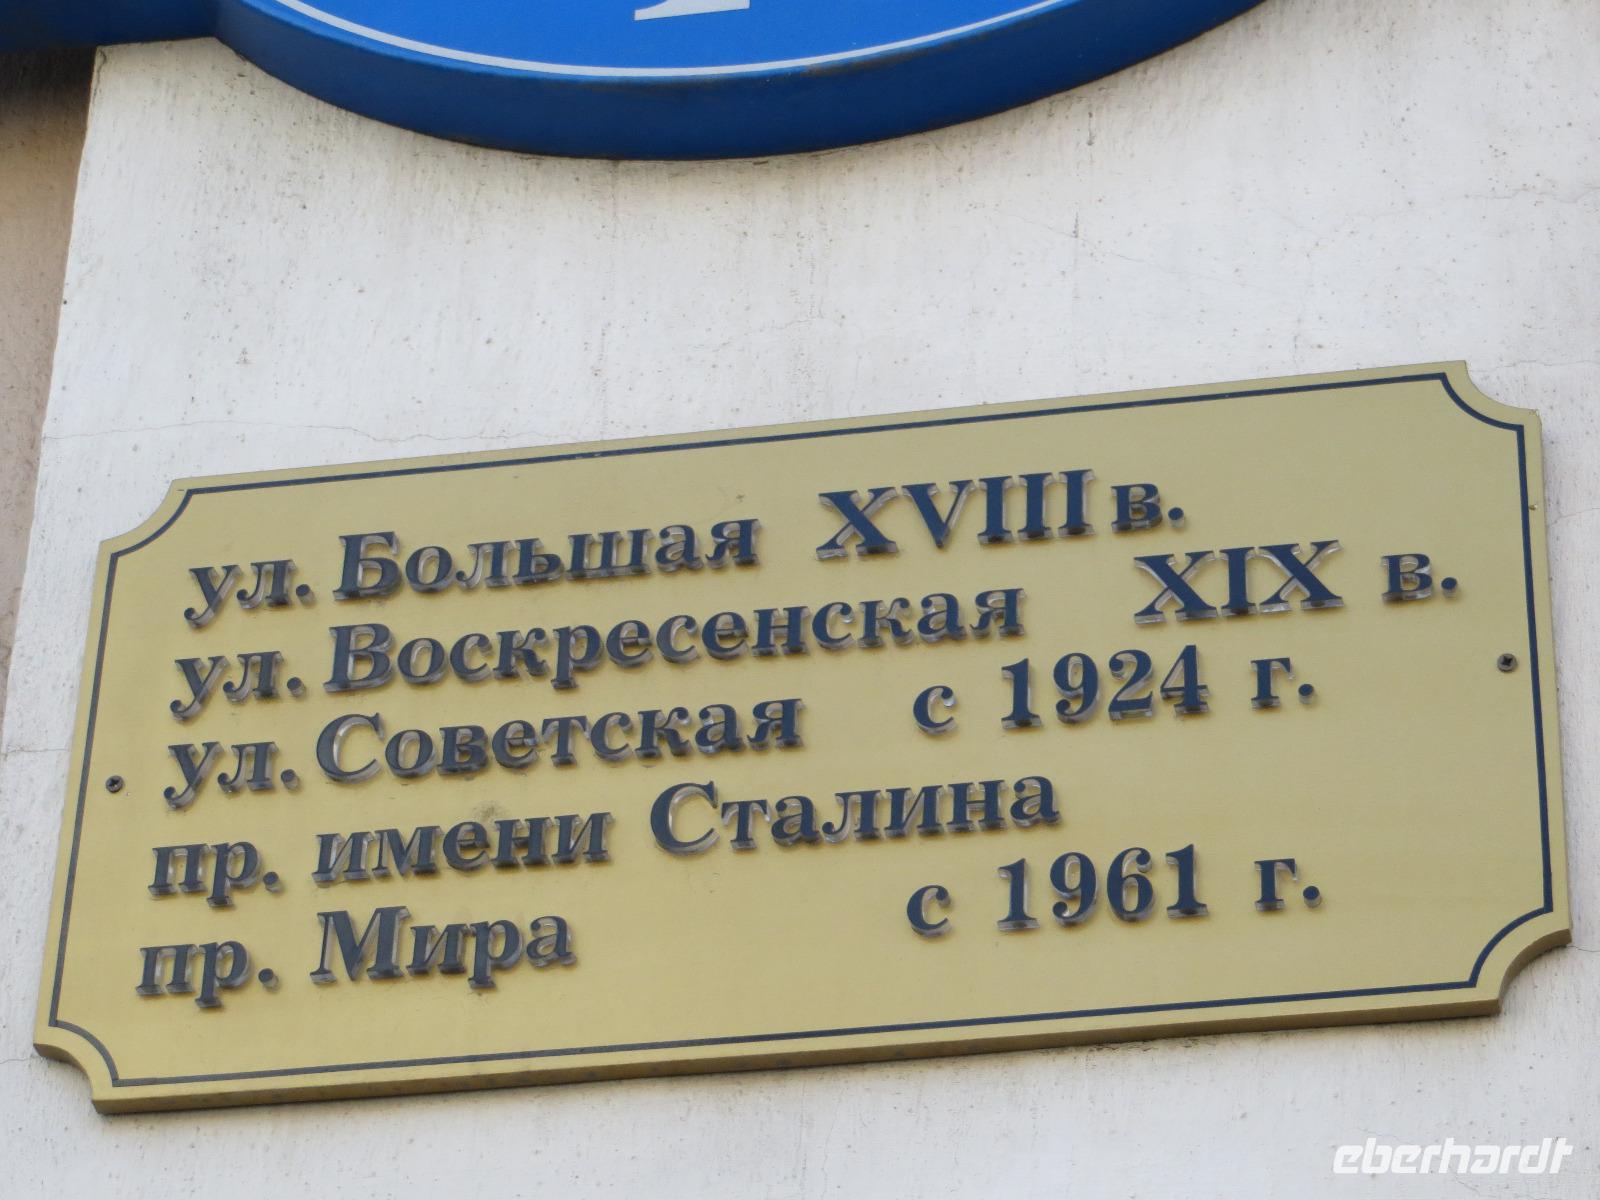 ул. Большая XVIII в.
ул. Воскресенская XIX в.
ул. Советская с 1924 г.
пр. имени Сталина
пр. Мира с 1961 г.
eberhardt